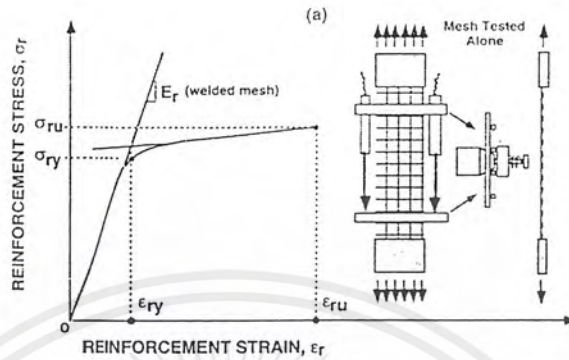 (a)
Mesh Tested
Alone
REINFORCEMENT STRESS, σr
Er (welded mesh)
σru
σry
εry
εru
o
REINFORCEMENT STRAIN, εr